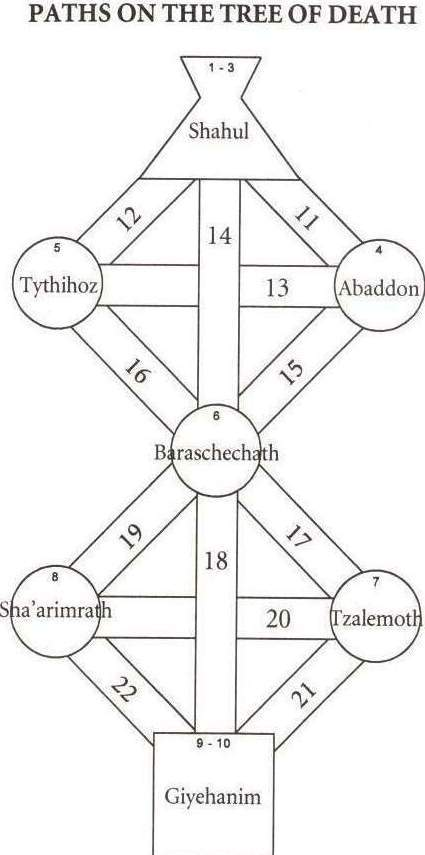 PATHS ON THE TREE OF DEATH
1 - 3
Shahul
12
11
14
5
4
Tythihoz
13
Abaddon
16
15
6
Baraschechath
19
17
18
8
7
Sha'arimrath
20
Tzalemoth
22
21
9 - 10
Giyehanim